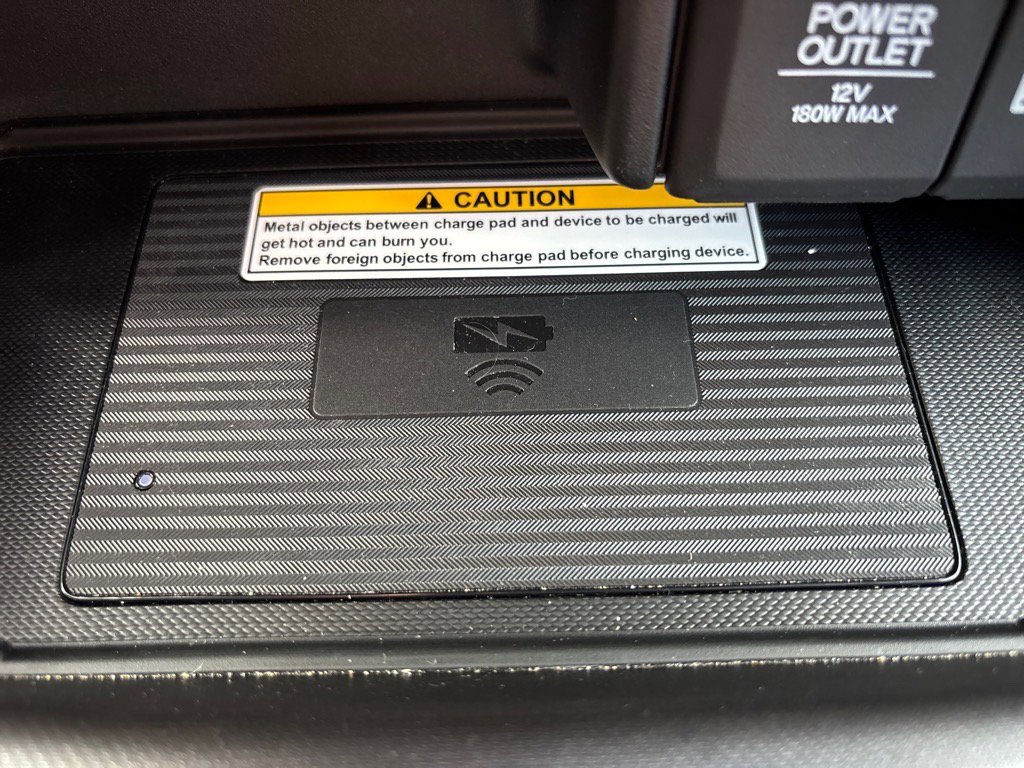 POWER
OUTLET
12V
180W MAX
CAUTION
Metal objects between charge pad and device to be charged will
get hot and can burn you.
Remove foreign objects from charge pad before charging device.